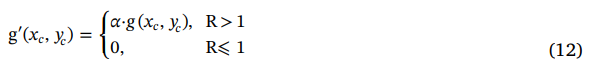 g′(x_c, y_c) = { α·g(x_c, y_c), R > 1
0, R⩽ 1
(12)